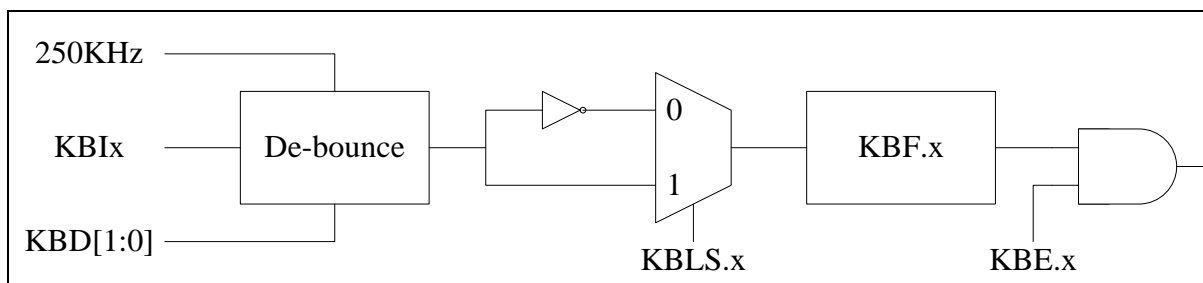 250KHz
KBIx
KBD[1:0]
De-bounce
0
1
KBLS.x
KBF.x
KBE.x